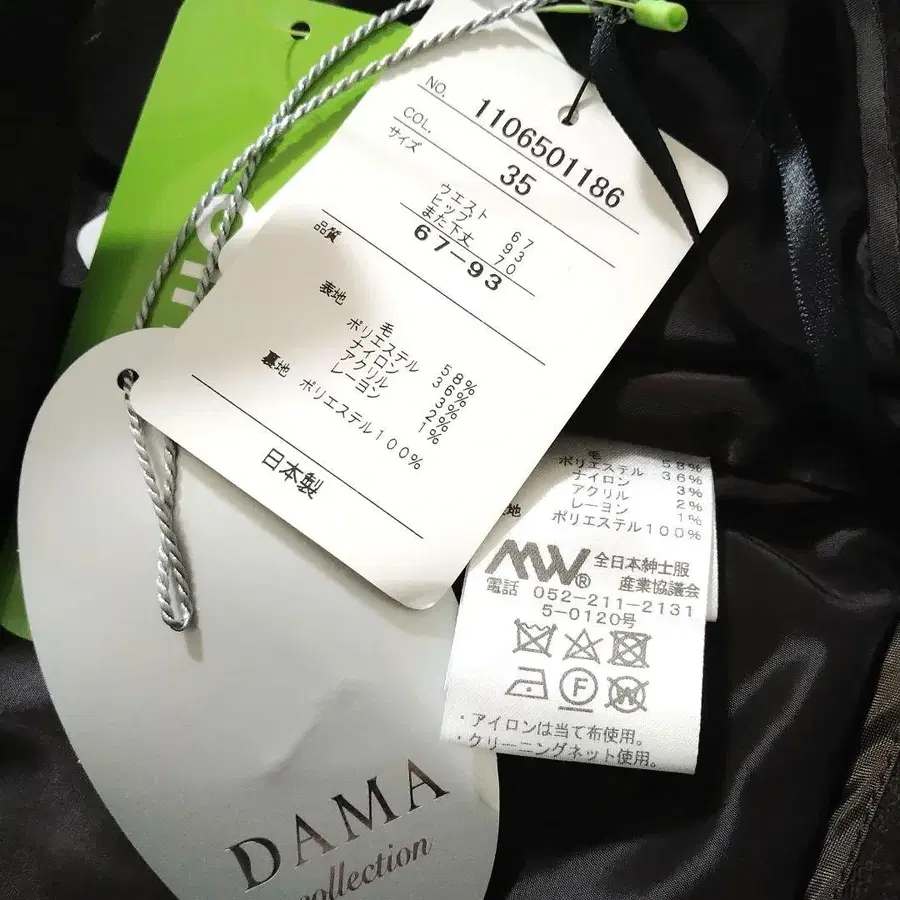 NO. 1106501186
COL. 35
サイズ
ウエスト 67
ヒップ 93
また下丈 70
67-93
品質
表地
毛 58%
ポリエステル 36%
ナイロン 3%
アクリル 2%
レーヨン 1%
裏地 ポリエステル100%
日本製
毛 58%
ポリエステル 36%
ナイロン 3%
アクリル 2%
レーヨン 1%
地 ポリエステル100%
MW® 全日本紳士服
産業協議会
電話 052-211-2131
5-0120号
F W
・アイロンは当て布使用。
・クリーニングネット使用。
DAMA
collection